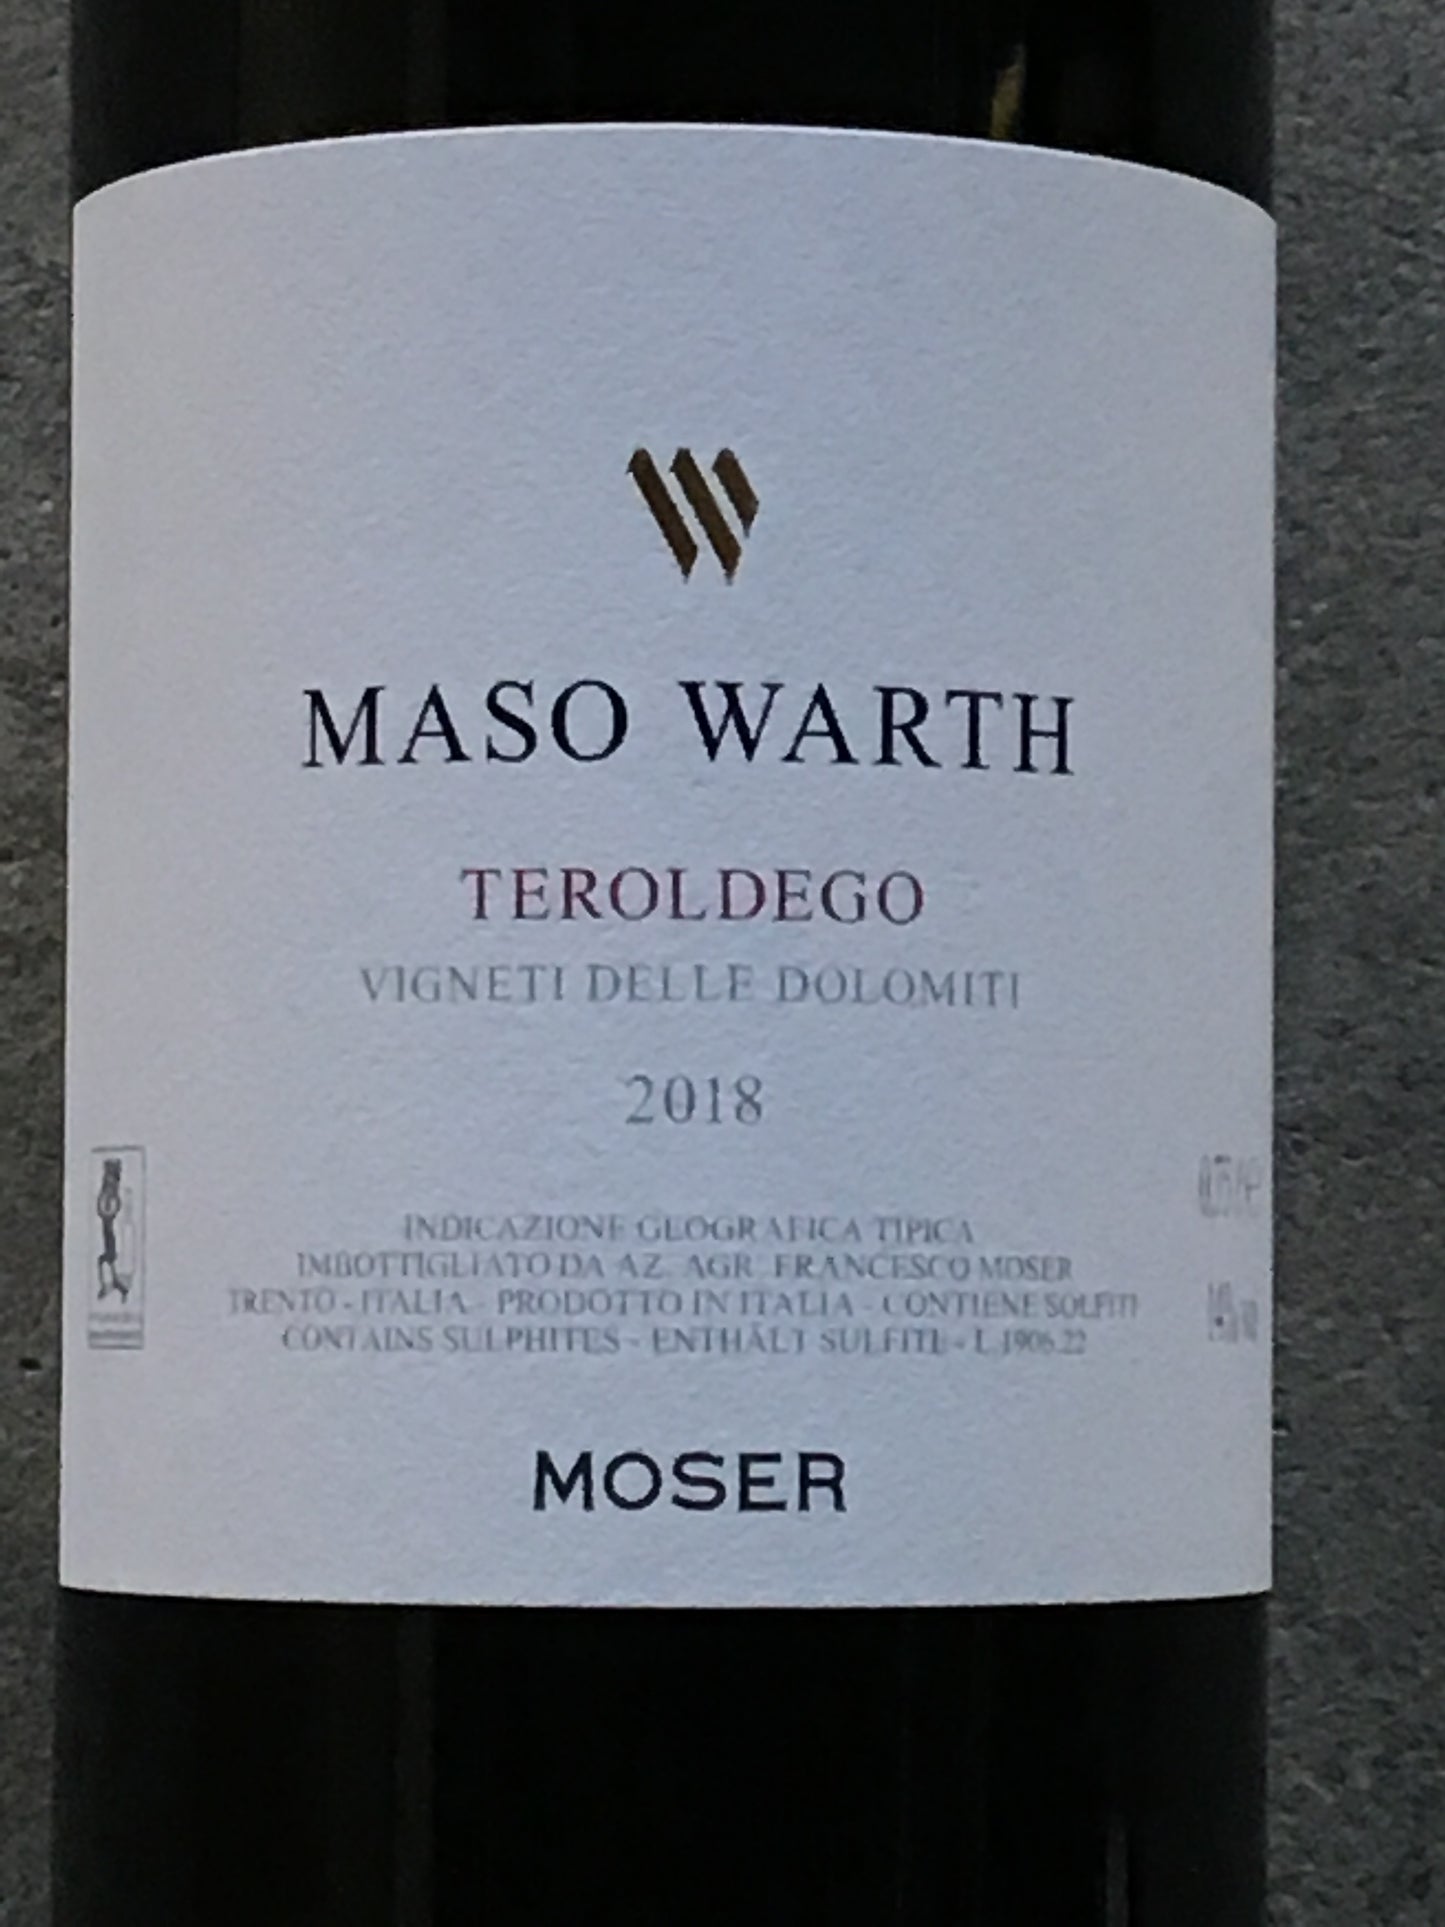 MASO WARTH
TEROLDEGO
VIGNETI DELLE DOLOMITI
2018
INDICAZIONE GEOGRAFICA TIPICA
IMBOTTIGLIATO DA AZ. AGR. FRANCESCO MOSER
TRENTO - ITALIA - PRODOTTO IN ITALIA - CONTIENE SOLFITI
CONTAINS SULPHITES - ENTHÄLT SULFITE - L 1906.22
MOSER